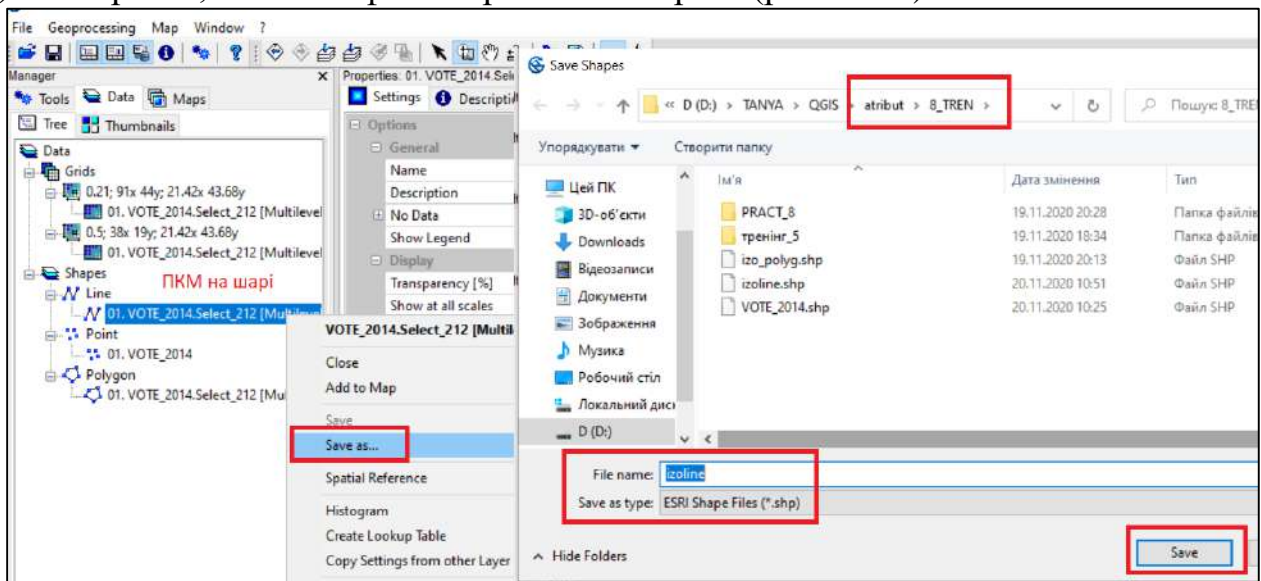 File Geoprocessing Map Window ?
Manager
Tools Data Maps
Tree Thumbnails
Data
Grids
0.21; 91x 44y; 21.42x 43.68y
01. VOTE_2014.Select_212 [Multilevel
0.5; 38x 19y; 21.42x 43.68y
01. VOTE_2014.Select_212 [Multilevel
Shapes
ПКМ на шарі
Line
01. VOTE_2014.Select_212 [Multilevel
Point
01. VOTE_2014
Polygon
01. VOTE_2014.Select_212 [Mu
Properties: 01. VOTE_2014.Sele
Settings Descripti
Options
General
Name
Description
No Data
Show Legend
Display
Transparency [%]
Show at all scales
VOTE_2014.Select_212 [Multil
Close
Add to Map
Save
Save as...
Spatial Reference
Histogram
Create Lookup Table
Copy Settings from other Layer
Save Shapes
« D (D:) › TANYA › QGIS › atribut › 8_TREN ›
Пошук: 8_TREN
Упорядкувати Створити папку
Цей ПК
3D-об'єкти
Downloads
Відеозаписи
Документи
Зображення
Музика
Робочий стіл
Локальний диск
D (D:)
Ім'я Дата змінення Тип
PRACT_8 19.11.2020 20:28 Папка файлів
тренінг_5 19.11.2020 18:34 Папка файлів
izo_polyg.shp 19.11.2020 20:13 Файл SHP
izoline.shp 20.11.2020 10:51 Файл SHP
VOTE_2014.shp 20.11.2020 10:25 Файл SHP
File name: izoline
Save as type: ESRI Shape Files (*.shp)
Hide Folders
Save